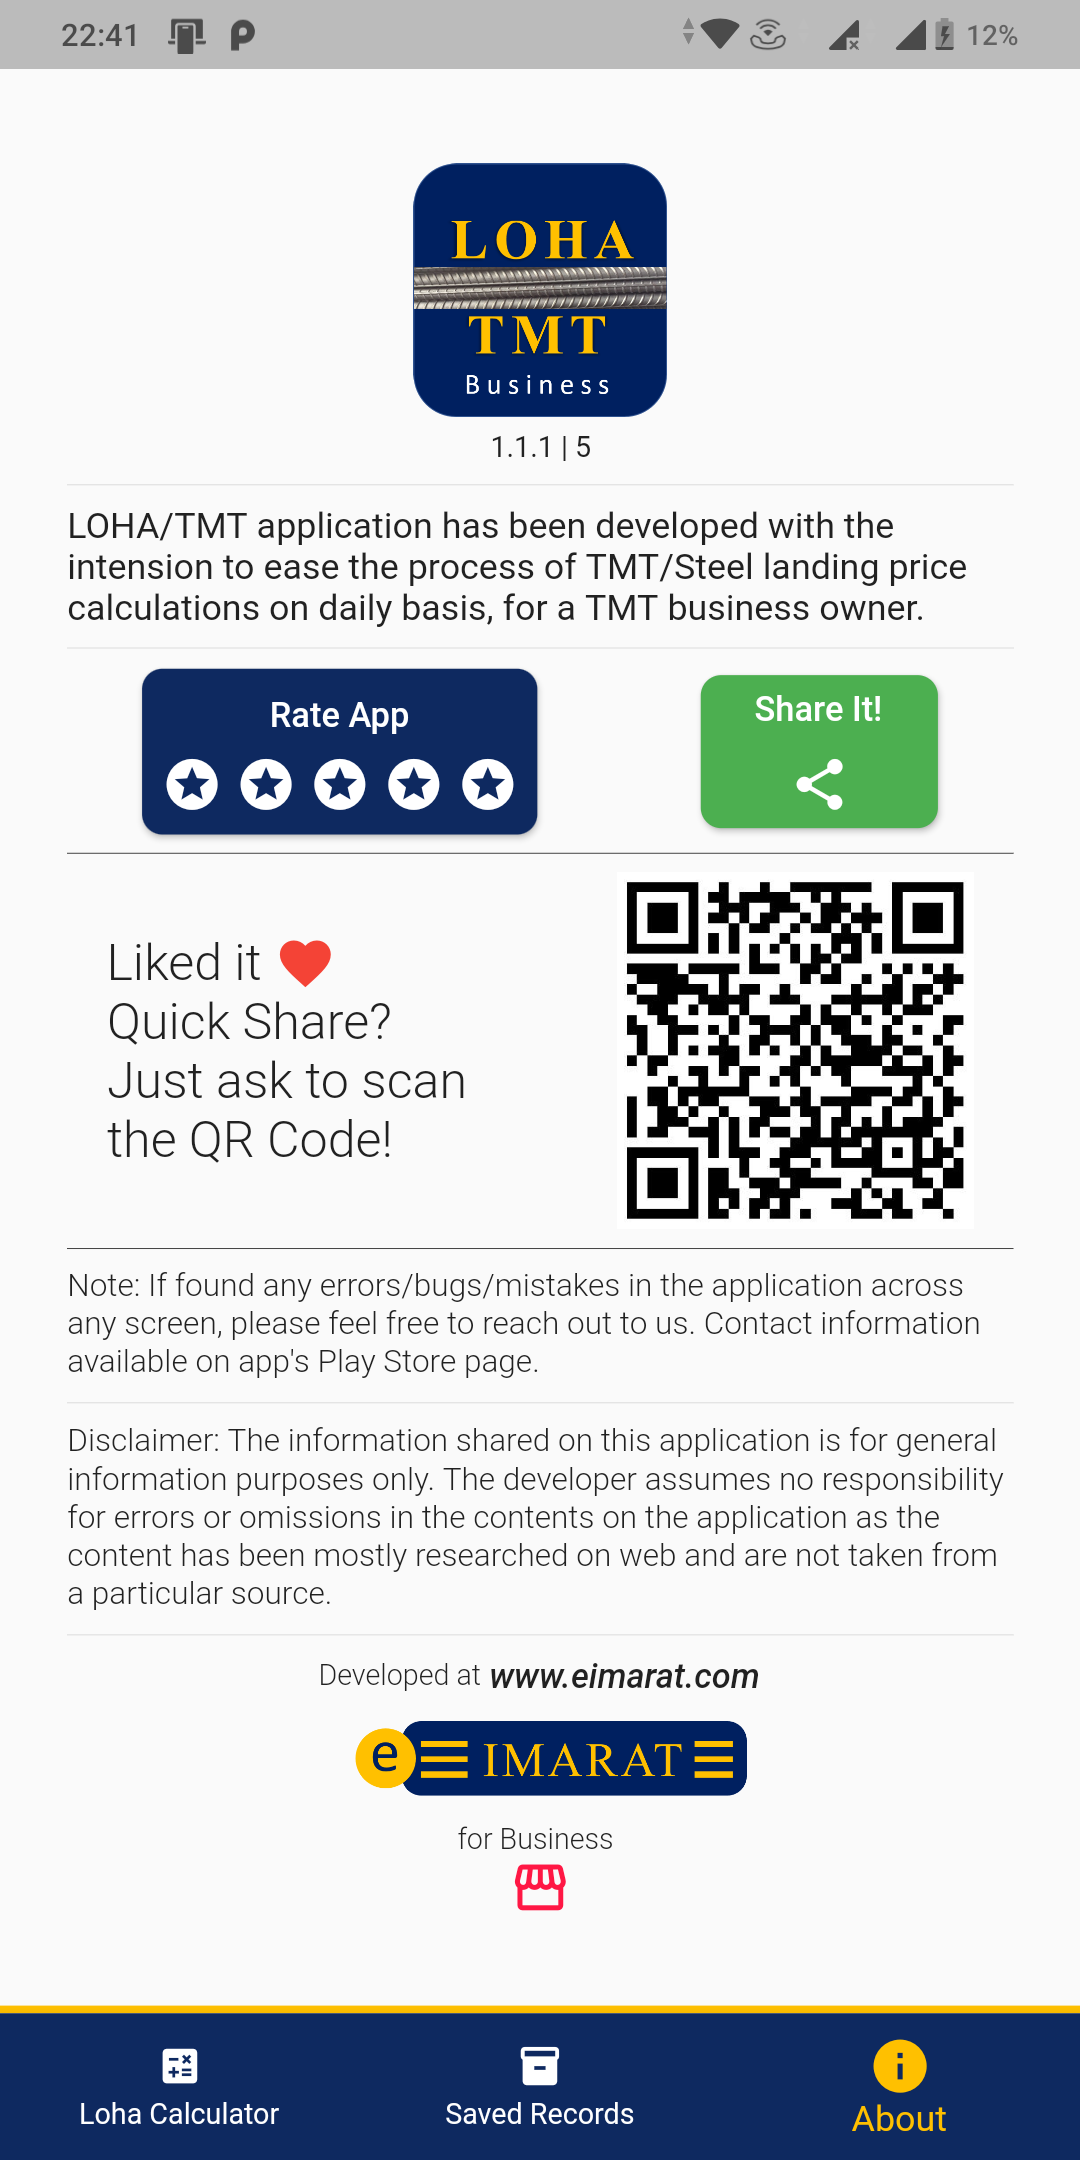 22:41
12%
LOHA
TMT
Business
1.1.1 | 5
LOHA/TMT application has been developed with the
intension to ease the process of TMT/Steel landing price
calculations on daily basis, for a TMT business owner.
Rate App
Share It!
Liked it
Quick Share?
Just ask to scan
the QR Code!
Note: If found any errors/bugs/mistakes in the application across
any screen, please feel free to reach out to us. Contact information
available on app's Play Store page.
Disclaimer: The information shared on this application is for general
information purposes only. The developer assumes no responsibility
for errors or omissions in the contents on the application as the
content has been mostly researched on web and are not taken from
a particular source.
Developed at www.eimarat.com
e IMARAT
for Business
Loha Calculator
Saved Records
About